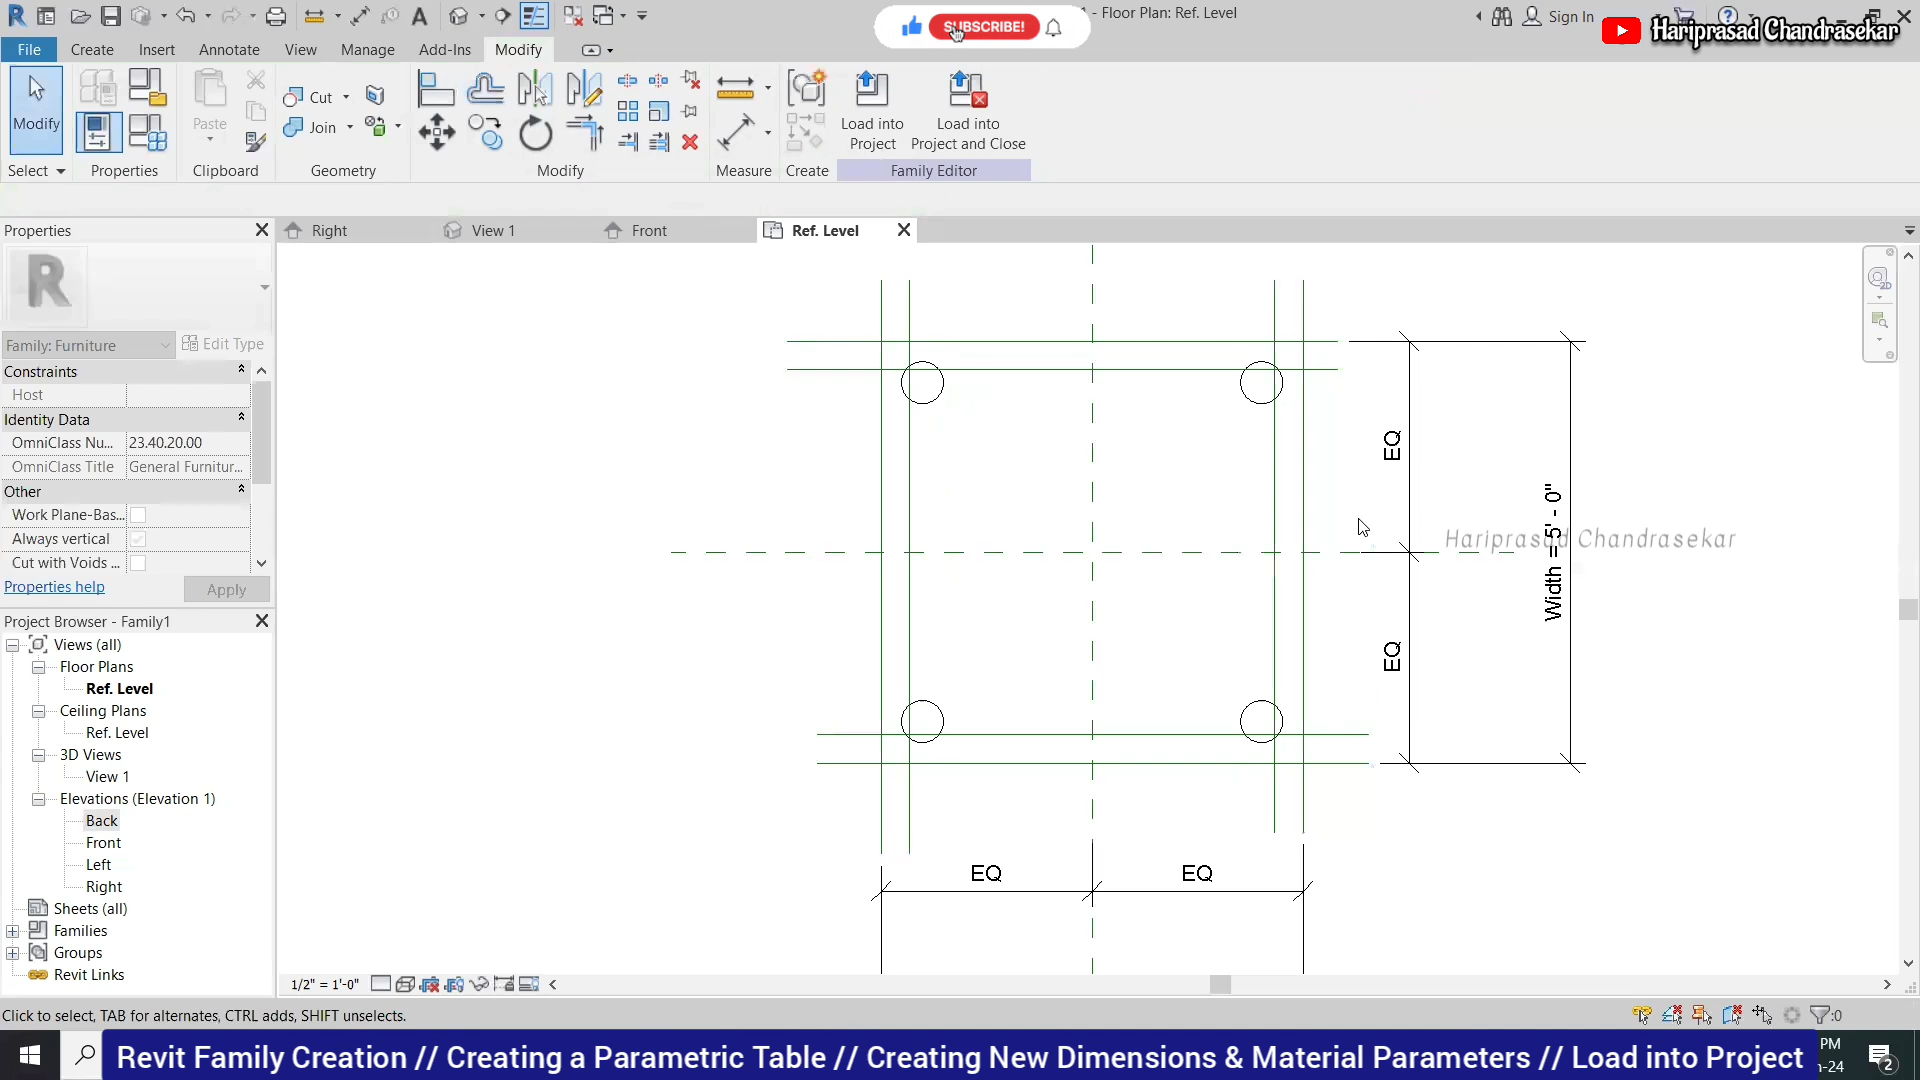 1 - Floor Plan: Ref. Level
SUBSCRIBE!
Sign In
Hariprasad Chandrasekar
File
Create
Insert
Annotate
View
Manage
Add-Ins
Modify
Modify
Paste
Cut
Join
Load into Project
Load into Project and Close
Select
Properties
Clipboard
Geometry
Modify
Measure
Create
Family Editor
Properties
Right
View 1
Front
Ref. Level
R
Family: Furniture
Edit Type
Constraints
Host
Identity Data
OmniClass Nu... 23.40.20.00
OmniClass Title General Furnitur...
Other
Work Plane-Bas...
Always vertical
Cut with Voids ...
Properties help
Apply
Project Browser - Family1
Views (all)
Floor Plans
Ref. Level
Ceiling Plans
Ref. Level
3D Views
View 1
Elevations (Elevation 1)
Back
Front
Left
Right
Sheets (all)
Families
Groups
Revit Links
EQ
EQ
Width = 5' - 0"
Hariprasad Chandrasekar
EQ
EQ
1/2" = 1'-0"
Click to select, TAB for alternates, CTRL adds, SHIFT unselects.
:0
Revit Family Creation // Creating a Parametric Table // Creating New Dimensions & Material Parameters // Load into Project
PM
-24
2